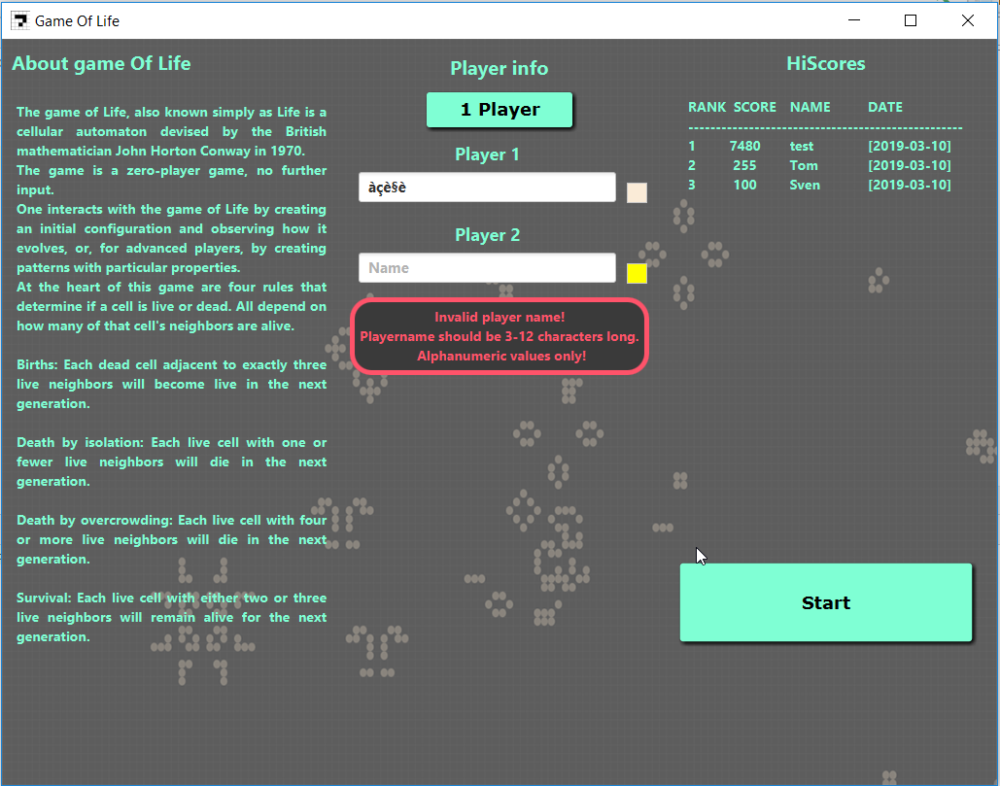 Game Of Life
About game Of Life
The game of Life, also known simply as Life is a
cellular automaton devised by the British
mathematician John Horton Conway in 1970.
The game is a zero-player game, no further
input.
One interacts with the game of Life by creating
an initial configuration and observing how it
evolves, or, for advanced players, by creating
patterns with particular properties.
At the heart of this game are four rules that
determine if a cell is live or dead. All depend on
how many of that cell's neighbors are alive.
Births: Each dead cell adjacent to exactly three
live neighbors will become live in the next
generation.
Death by isolation: Each live cell with one or
fewer live neighbors will die in the next
generation.
Death by overcrowding: Each live cell with four
or more live neighbors will die in the next
generation.
Survival: Each live cell with either two or three
live neighbors will remain alive for the next
generation.
Player info
1 Player
Player 1
àçè§è
Player 2
Name
Invalid player name!
Playername should be 3-12 characters long.
Alphanumeric values only!
HiScores
RANK SCORE NAME DATE
--------------------------------------------------
1 7480 test [2019-03-10]
2 255 Tom [2019-03-10]
3 100 Sven [2019-03-10]
Start